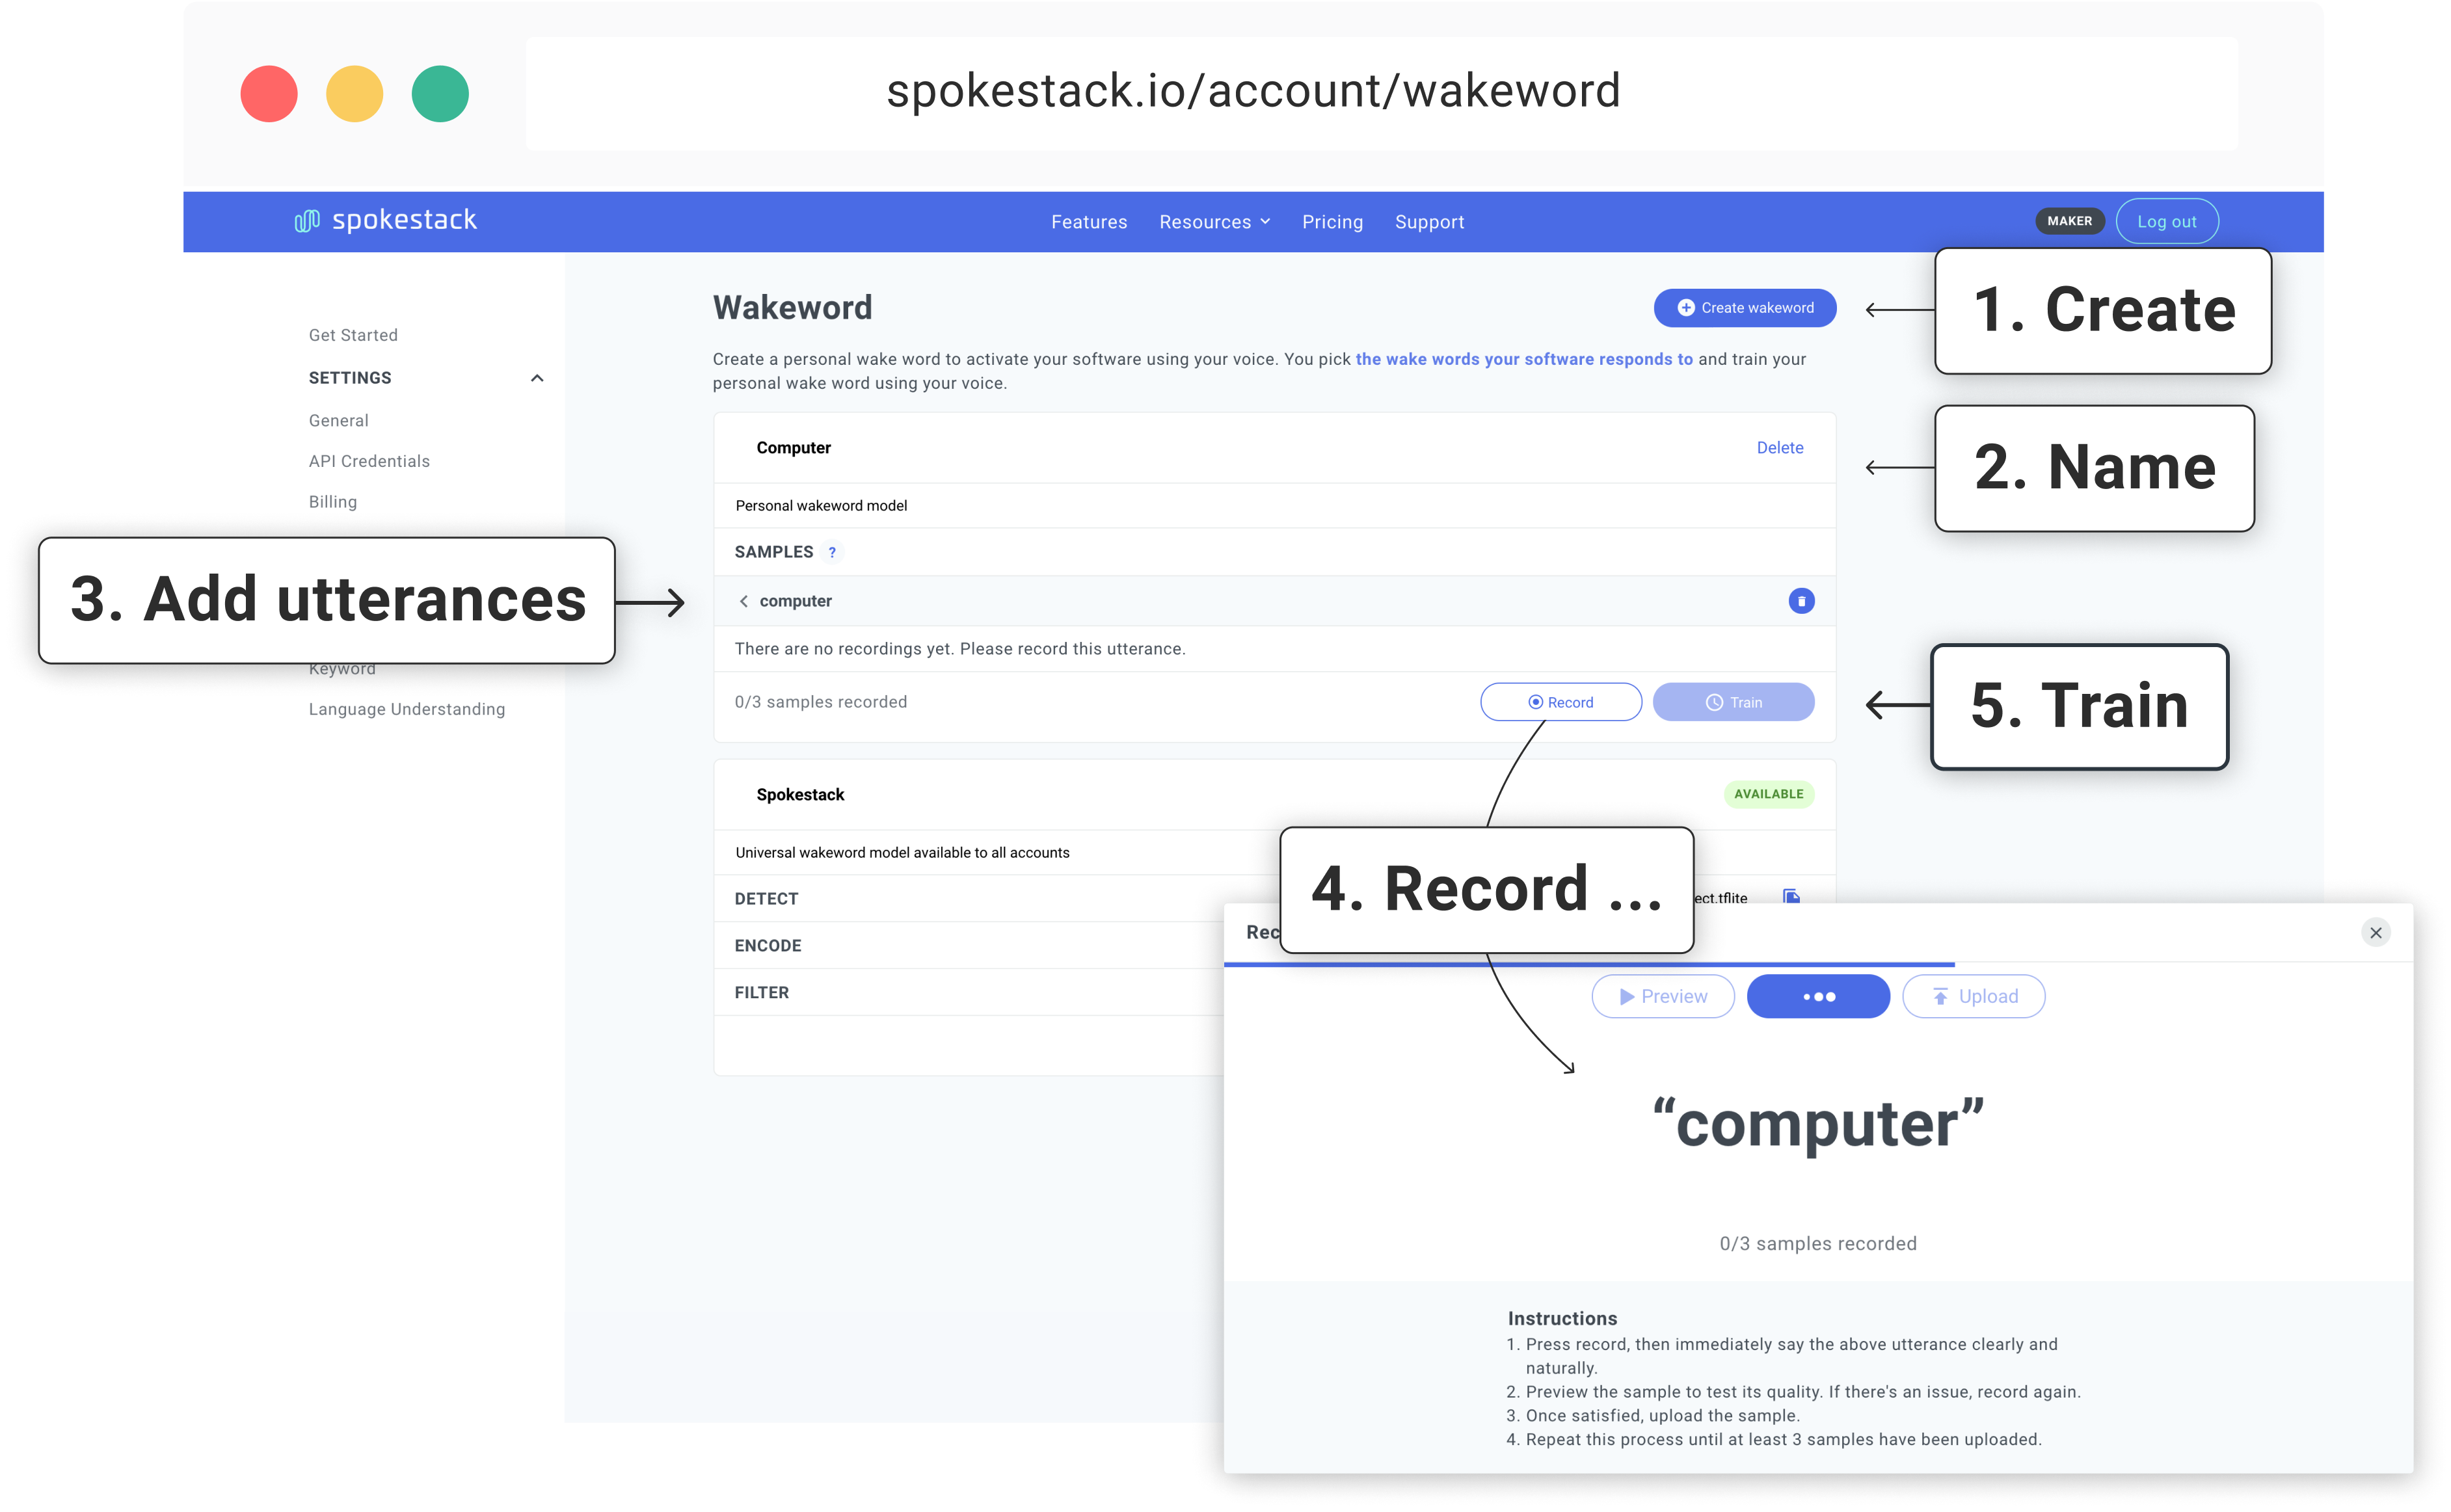 spokestack.io/account/wakeword
spokestack
Features
Resources
Pricing
Support
MAKER
Log out
1. Create
Get Started
SETTINGS
General
API Credentials
Billing
3. Add utterances
Keyword
Language Understanding
Wakeword
Create wakeword
Create a personal wake word to activate your software using your voice. You pick the wake words your software responds to and train your
personal wake word using your voice.
Computer
Delete
2. Name
Personal wakeword model
SAMPLES ?
computer
There are no recordings yet. Please record this utterance.
0/3 samples recorded
Record
Train
5. Train
Spokestack
AVAILABLE
Universal wakeword model available to all accounts
DETECT
ect.tflite
ENCODE
FILTER
4. Record ...
Rec
Preview
Upload
“computer”
0/3 samples recorded
Instructions
1. Press record, then immediately say the above utterance clearly and
naturally.
2. Preview the sample to test its quality. If there's an issue, record again.
3. Once satisfied, upload the sample.
4. Repeat this process until at least 3 samples have been uploaded.